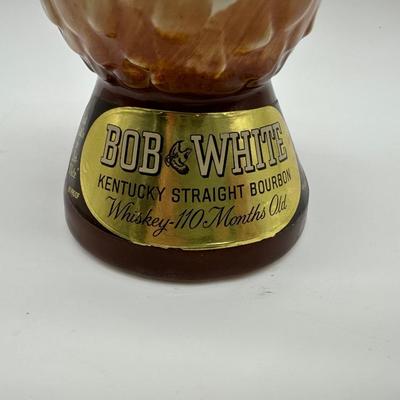 BOB WHITE
KENTUCKY STRAIGHT BOURBON
Whiskey-110 Months Old